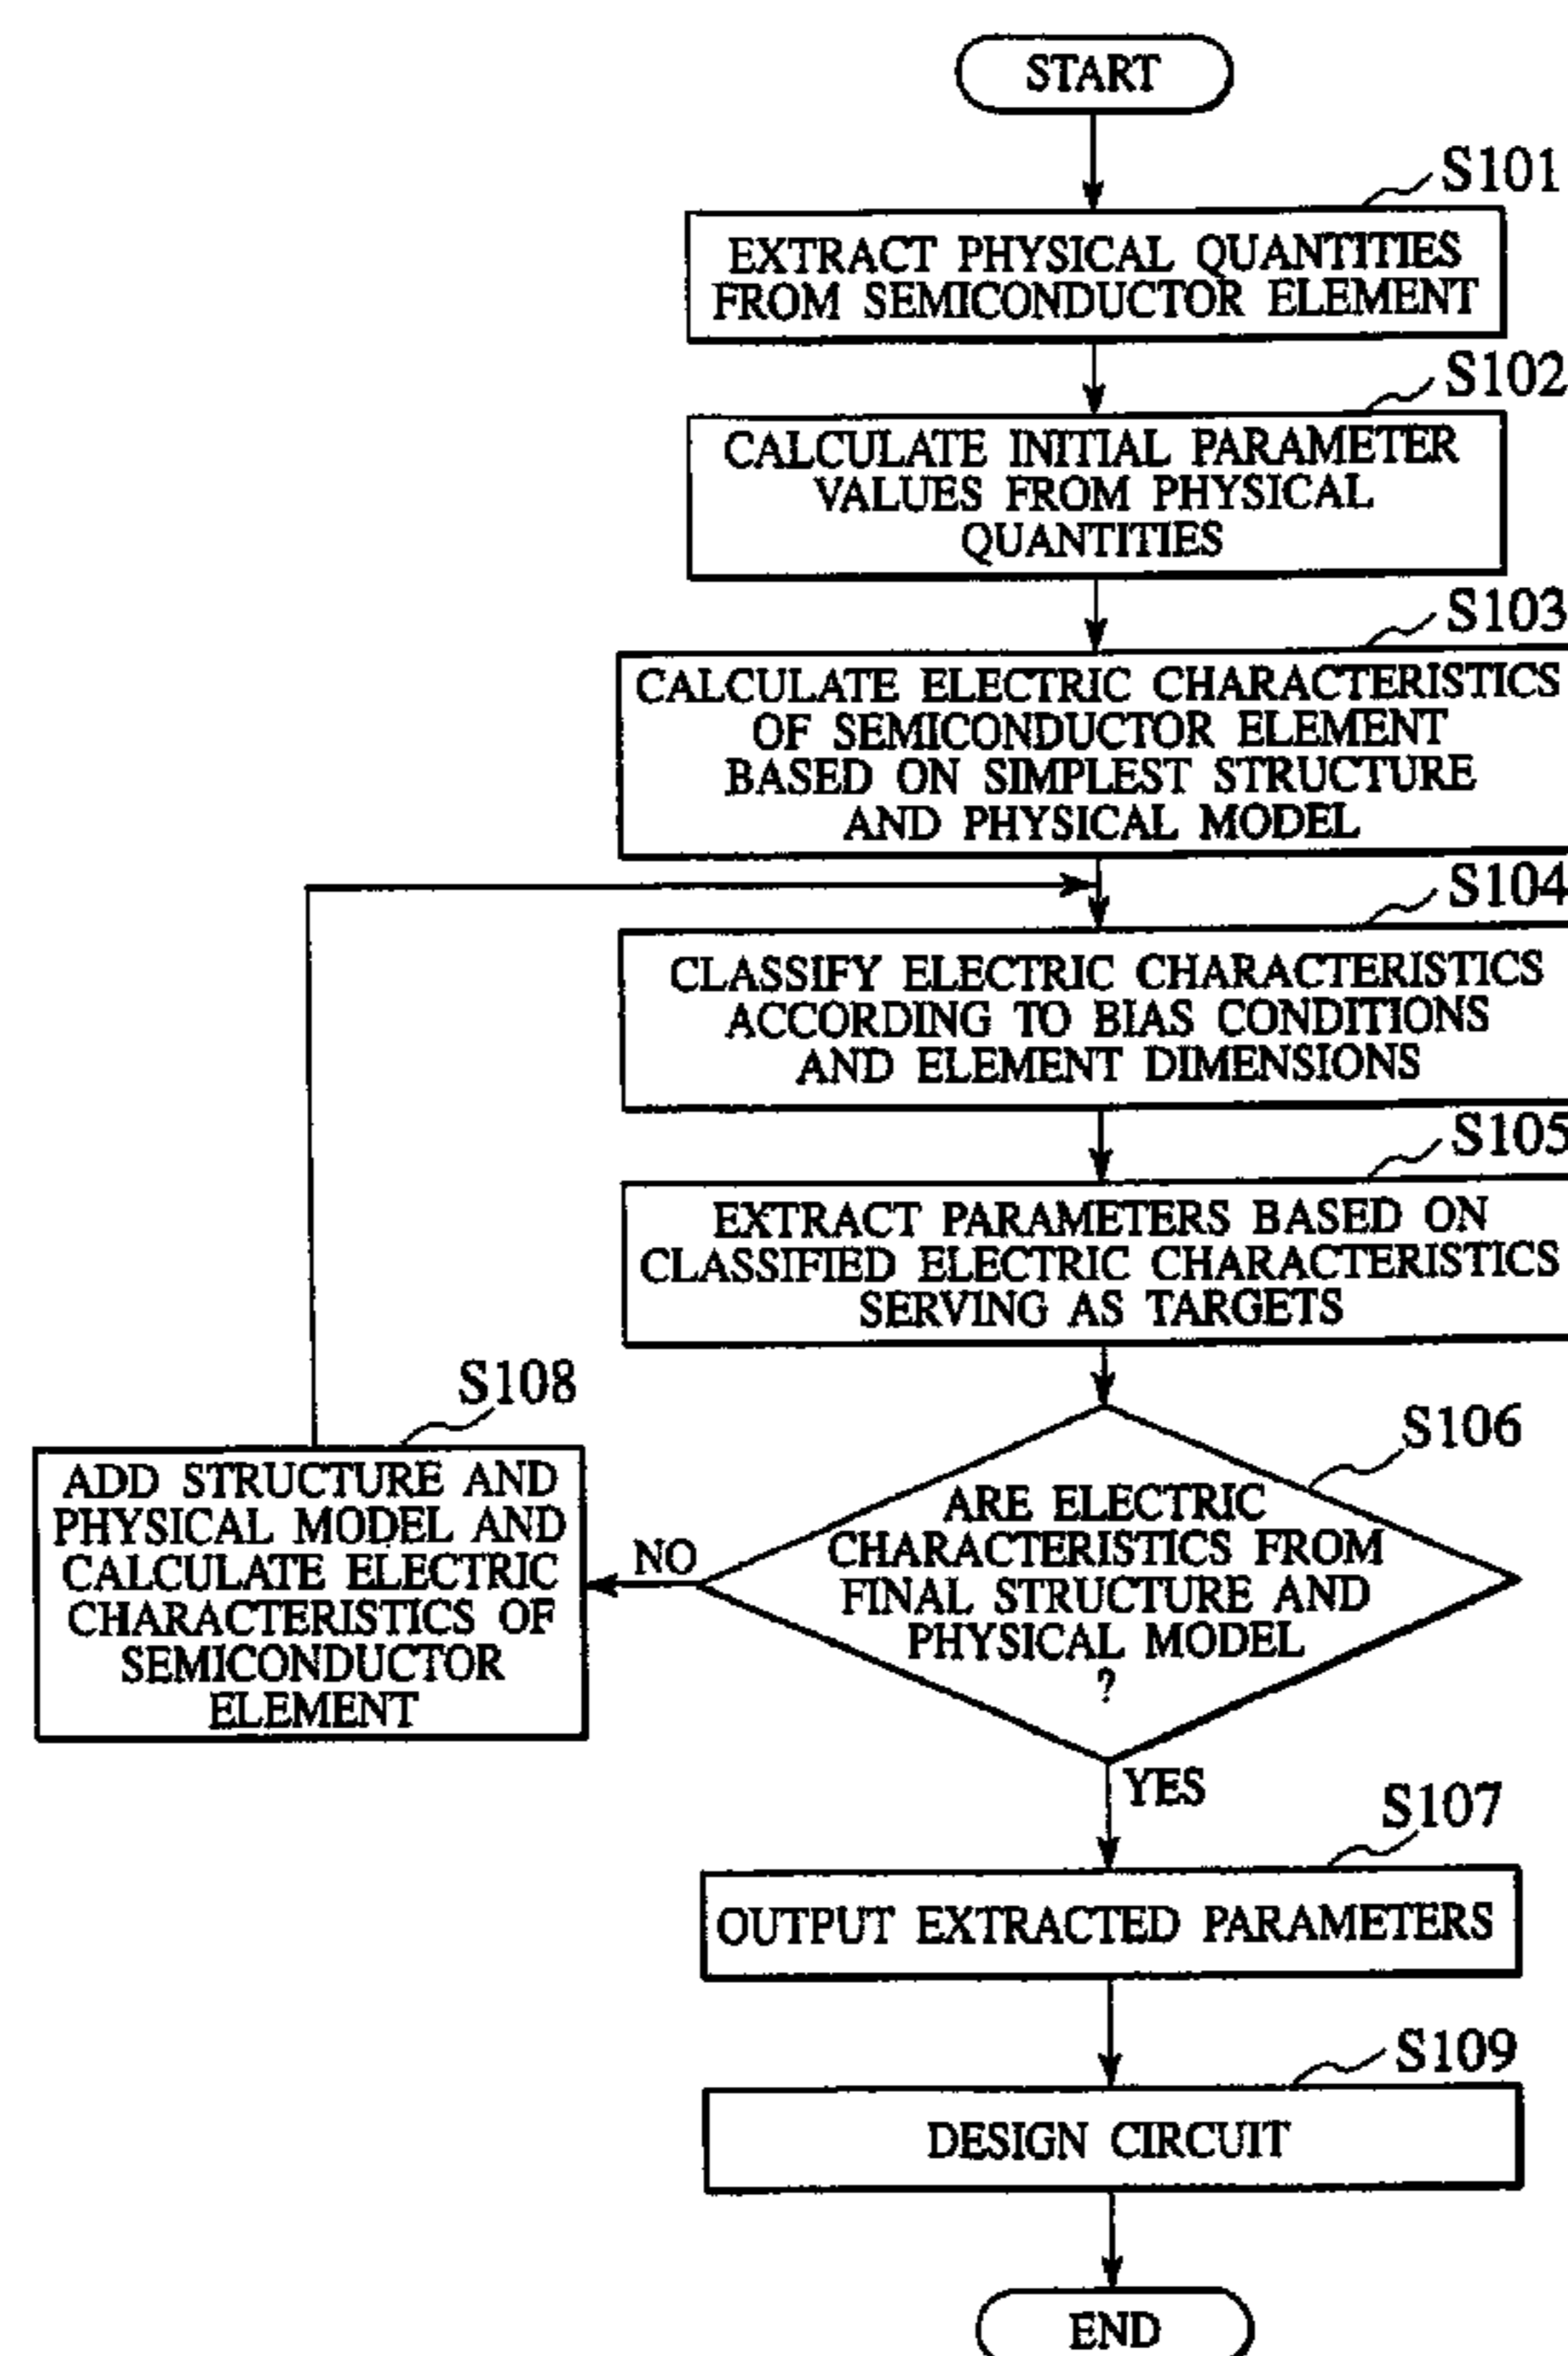 START
S101
EXTRACT PHYSICAL QUANTITIES
FROM SEMICONDUCTOR ELEMENT
S102
CALCULATE INITIAL PARAMETER
VALUES FROM PHYSICAL
QUANTITIES
S103
CALCULATE ELECTRIC CHARACTERISTICS
OF SEMICONDUCTOR ELEMENT
BASED ON SIMPLEST STRUCTURE
AND PHYSICAL MODEL
S104
CLASSIFY ELECTRIC CHARACTERISTICS
ACCORDING TO BIAS CONDITIONS
AND ELEMENT DIMENSIONS
S105
EXTRACT PARAMETERS BASED ON
CLASSIFIED ELECTRIC CHARACTERISTICS
SERVING AS TARGETS
S106
ARE ELECTRIC
CHARACTERISTICS FROM
FINAL STRUCTURE AND
PHYSICAL MODEL
?
NO
S108
ADD STRUCTURE AND
PHYSICAL MODEL AND
CALCULATE ELECTRIC
CHARACTERISTICS OF
SEMICONDUCTOR
ELEMENT
YES
S107
OUTPUT EXTRACTED PARAMETERS
S109
DESIGN CIRCUIT
END